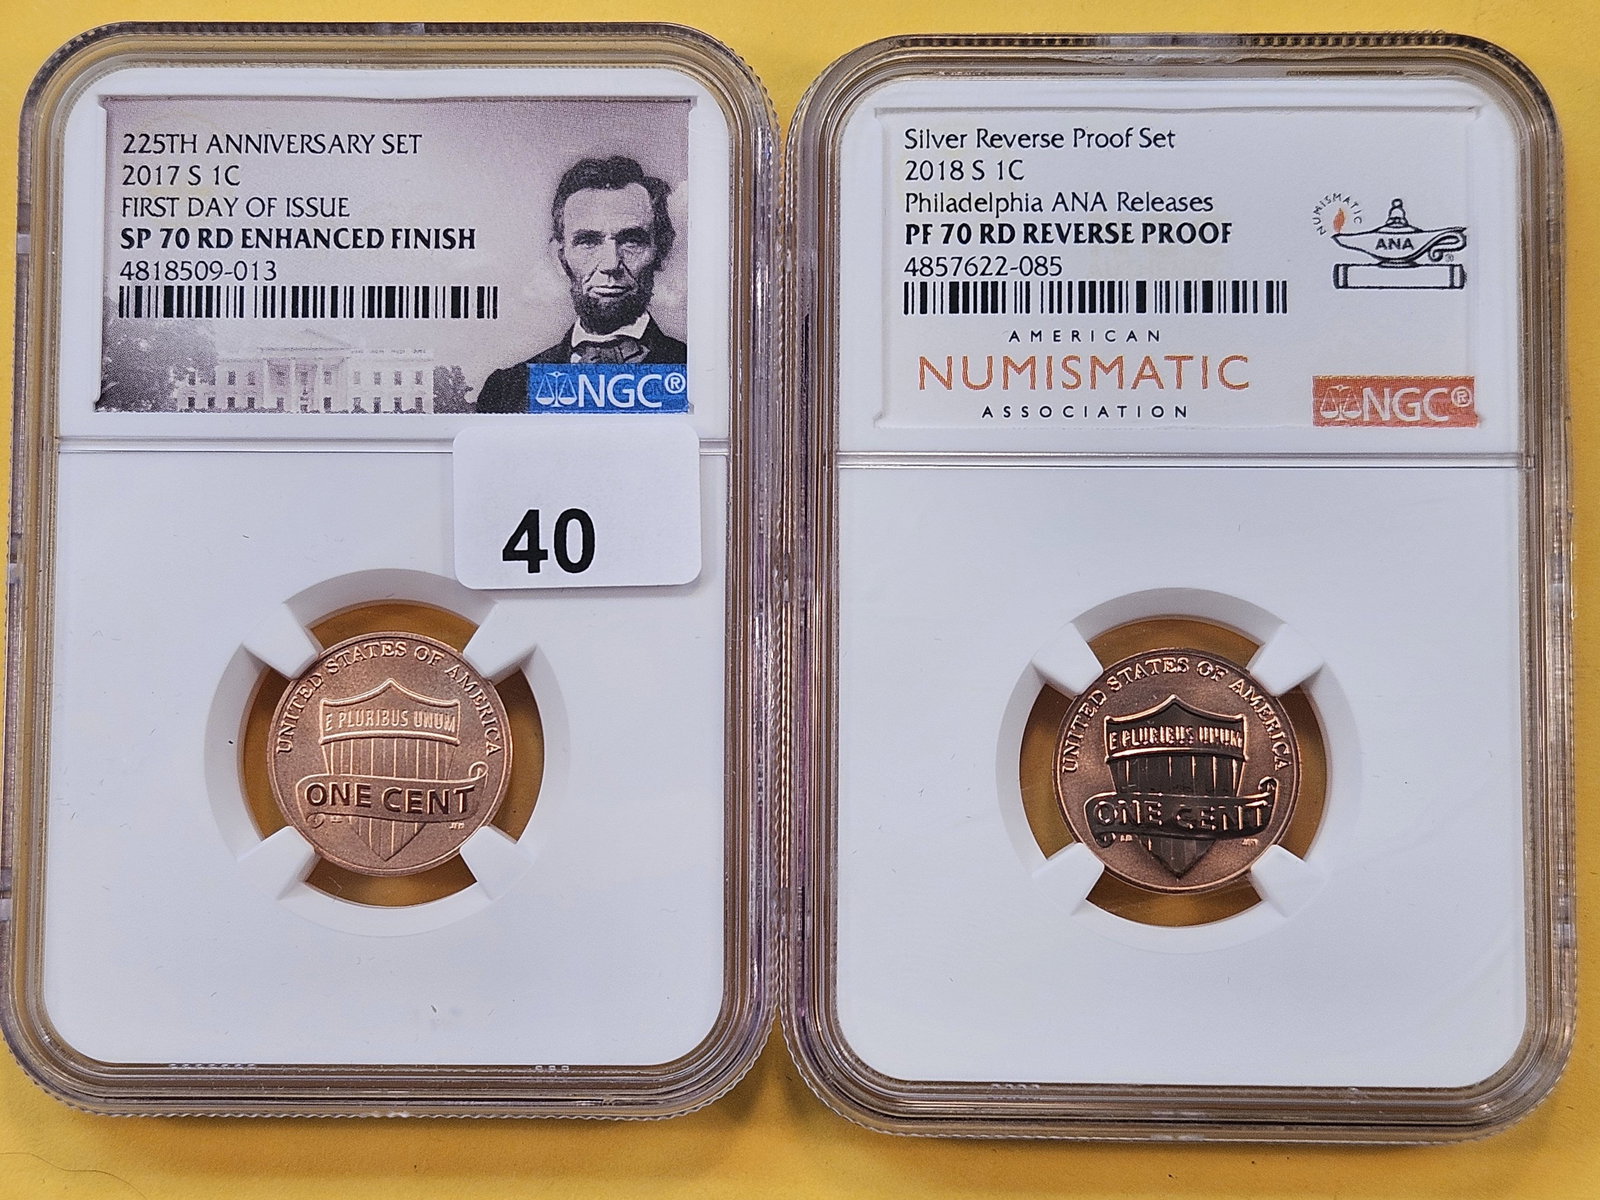 225TH ANNIVERSARY SET
2017 S 1C
FIRST DAY OF ISSUE
SP 70 RD ENHANCED FINISH
4818509-013
NGC®
40
UNITED STATES OF AMERICA
E PLURIBUS UNUM
ONE CENT
Silver Reverse Proof Set
2018 S 1C
Philadelphia ANA Releases
PF 70 RD REVERSE PROOF
4857622-085
NUMISMATIC
ANA
AMERICAN
NUMISMATIC
ASSOCIATION
NGC®
UNITED STATES OF AMERICA
E PLURIBUS UNUM
ONE CENT